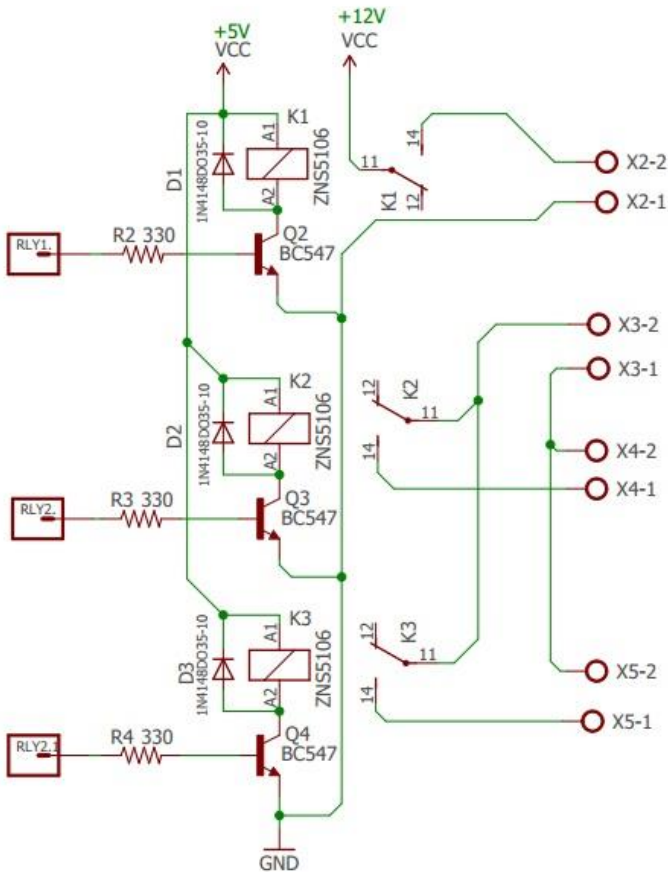 +5V
VCC
+12V
VCC
K1
A1
A2
ZNS5106
1N4148DO35-10
D1
14
11
12
K1
X2-2
X2-1
RLY1.
R2 330
Q2
BC547
X3-2
X3-1
K2
A1
A2
ZNS5106
1N4148DO35-10
D2
12
K2
11
14
X4-2
X4-1
RLY2.
R3 330
Q3
BC547
K3
A1
A2
ZNS5106
1N4148DO35-10
D3
12
K3
11
14
X5-2
X5-1
RLY2.1
R4 330
Q4
BC547
GND